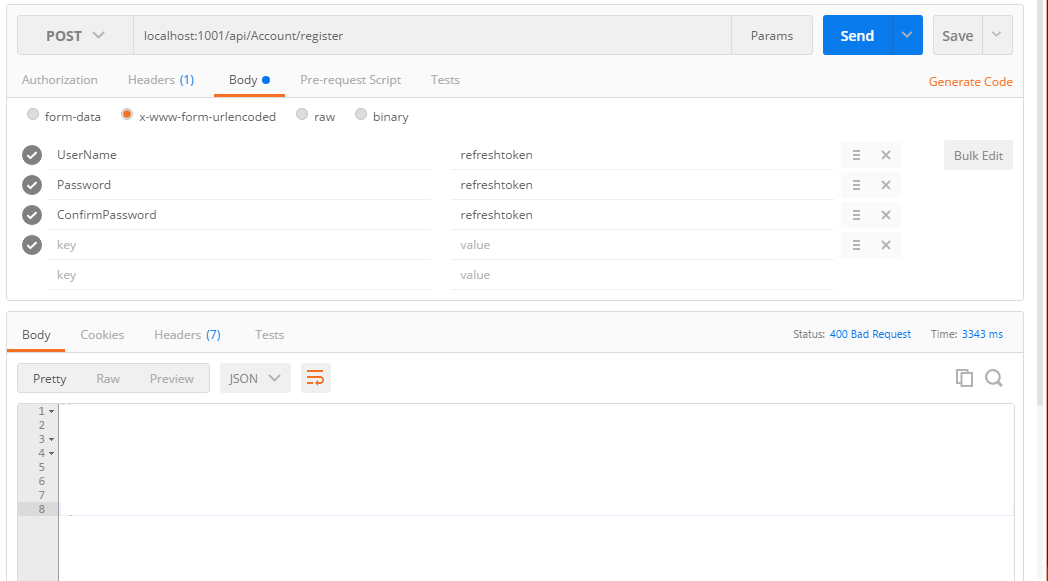 POST localhost:1001/api/Account/register Params Send Save
Authorization Headers (1) Body Pre-request Script Tests Generate Code
form-data x-www-form-urlencoded raw binary
UserName refreshtoken Bulk Edit
Password refreshtoken
ConfirmPassword refreshtoken
key value
key value
Body Cookies Headers (7) Tests Status: 400 Bad Request Time: 3343 ms
Pretty Raw Preview JSON
1
2
3
4
5
6
7
8